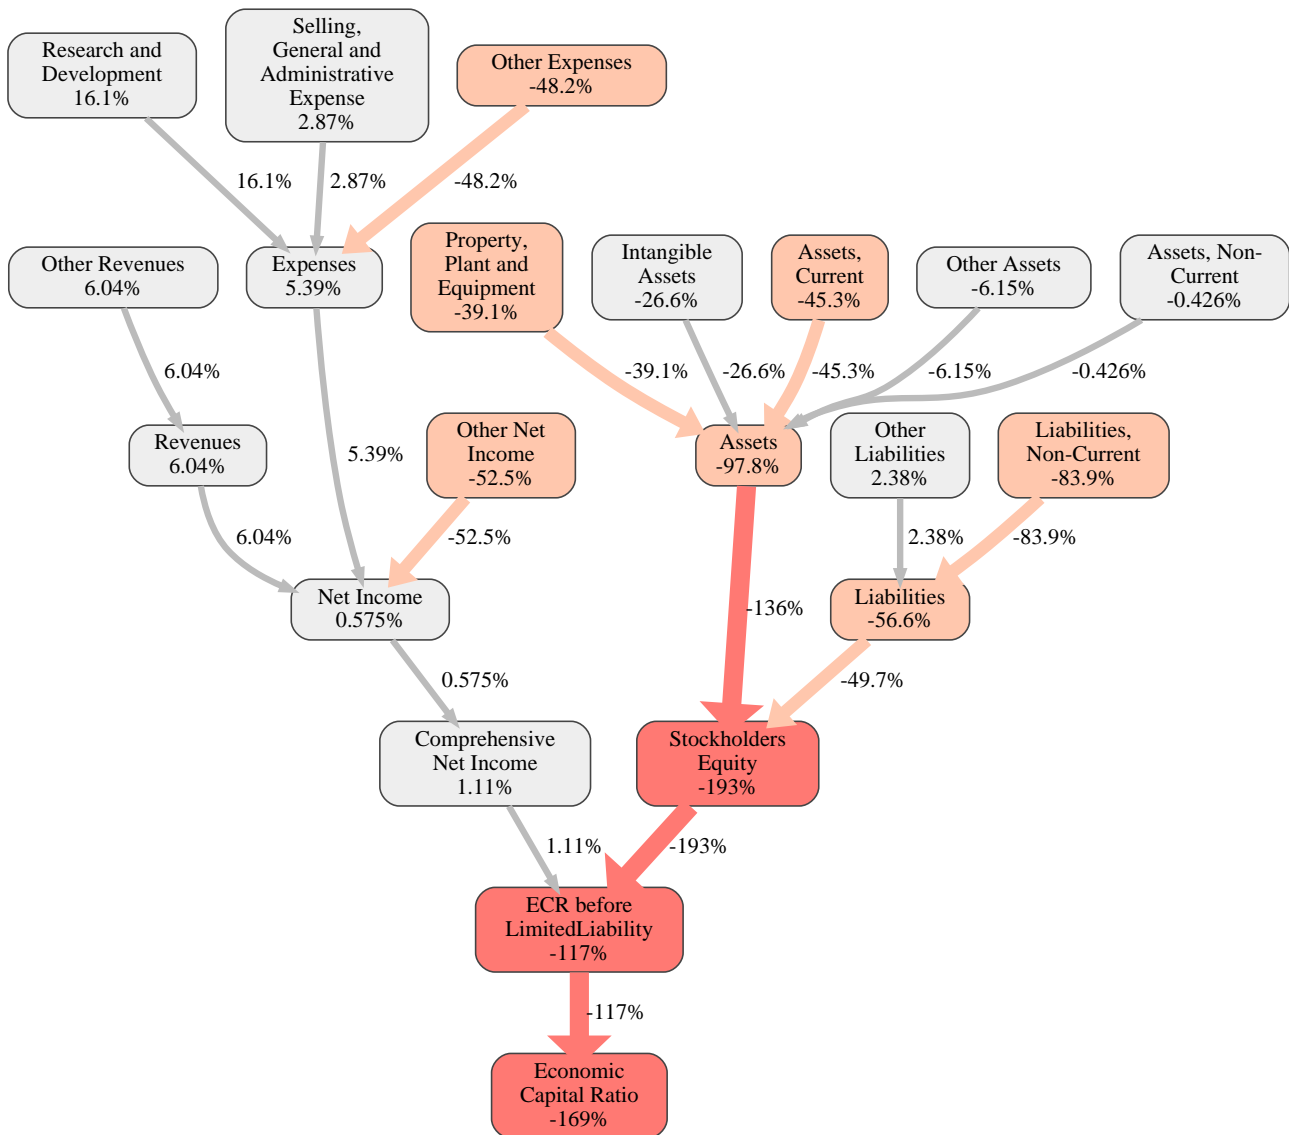 Research and
Development
16.1%
Selling,
General and
Administrative
Expense
2.87%
Other Expenses
-48.2%
16.1%
2.87%
-48.2%
Other Revenues
6.04%
Expenses
5.39%
Property,
Plant and
Equipment
-39.1%
Intangible
Assets
-26.6%
Assets,
Current
-45.3%
Other Assets
-6.15%
Assets, Non-
Current
-0.426%
6.04%
-39.1%
-26.6%
-45.3%
-6.15%
-0.426%
Revenues
6.04%
5.39%
Other Net
Income
-52.5%
Assets
-97.8%
Other
Liabilities
2.38%
Liabilities,
Non-Current
-83.9%
6.04%
-52.5%
2.38%
-83.9%
Net Income
0.575%
-136%
Liabilities
-56.6%
0.575%
-49.7%
Comprehensive
Net Income
1.11%
Stockholders
Equity
-193%
1.11%
-193%
ECR before
LimitedLiability
-117%
-117%
Economic
Capital Ratio
-169%